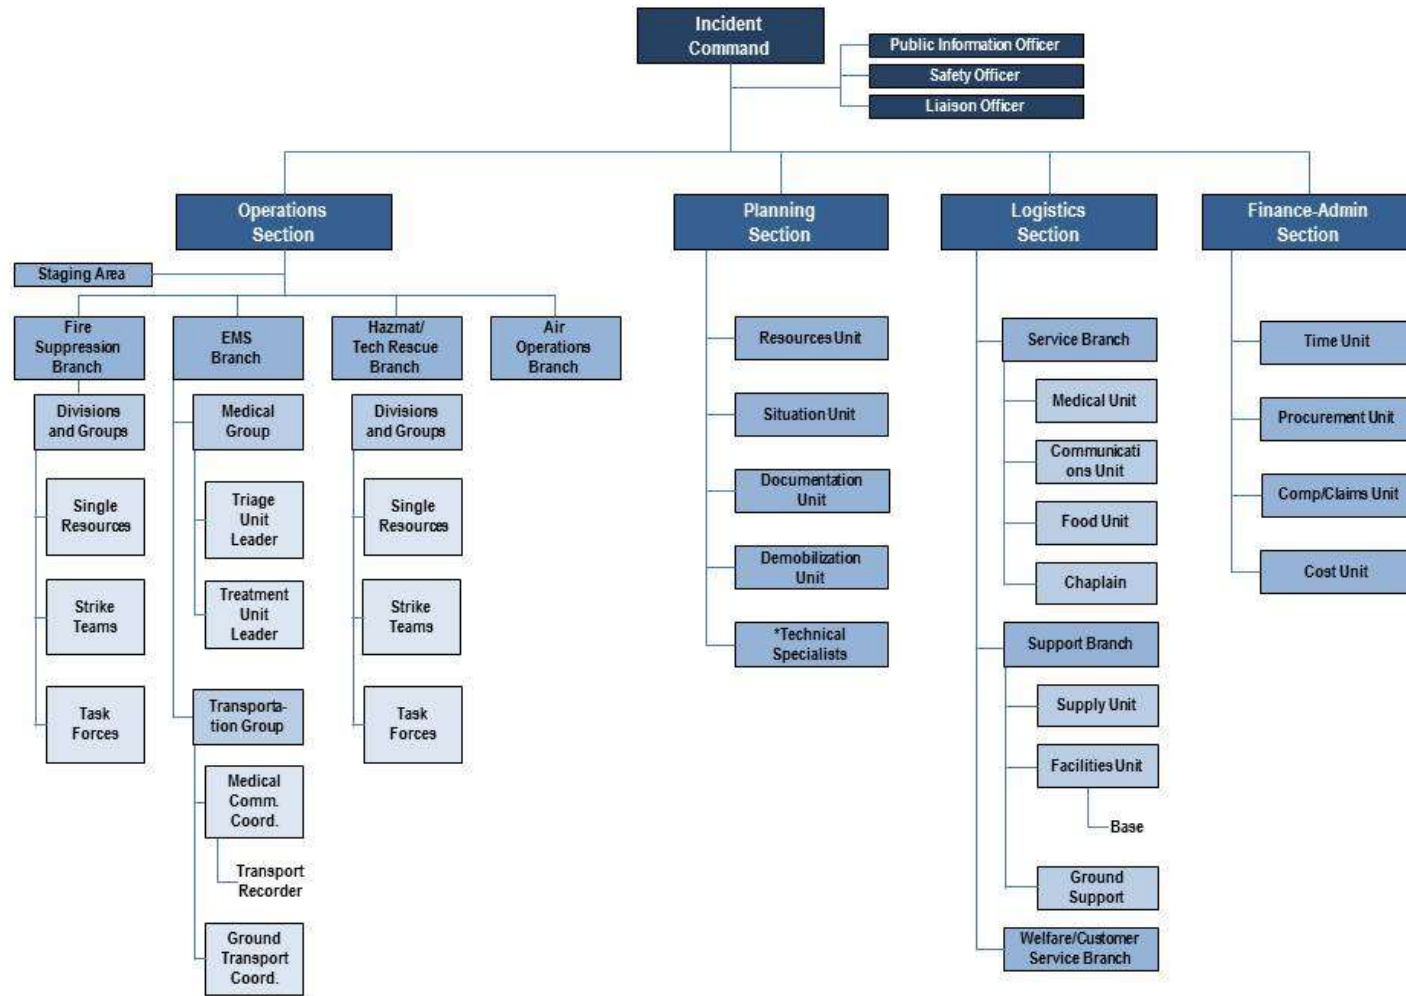 Incident
Command
Public Information Officer
Safety Officer
Liaison Officer
Operations
Section
Planning
Section
Logistics
Section
Finance-Admin
Section
Staging Area
Fire
Suppression
Branch
EMS
Branch
Hazmat/
Tech Rescue
Branch
Air
Operations
Branch
Divisions
and Groups
Single
Resources
Strike
Teams
Task
Forces
Medical
Group
Triage
Unit
Leader
Treatment
Unit
Leader
Transporta-
tion Group
Medical
Comm.
Coord.
Transport
Recorder
Ground
Transport
Coord.
Divisions
and Groups
Single
Resources
Strike
Teams
Task
Forces
Resources Unit
Situation Unit
Documentation
Unit
Demobilization
Unit
*Technical
Specialists
Service Branch
Medical Unit
Communicati
ons Unit
Food Unit
Chaplain
Support Branch
Supply Unit
Facilities Unit
Base
Ground
Support
Welfare/Customer
Service Branch
Time Unit
Procurement Unit
Comp/Claims Unit
Cost Unit